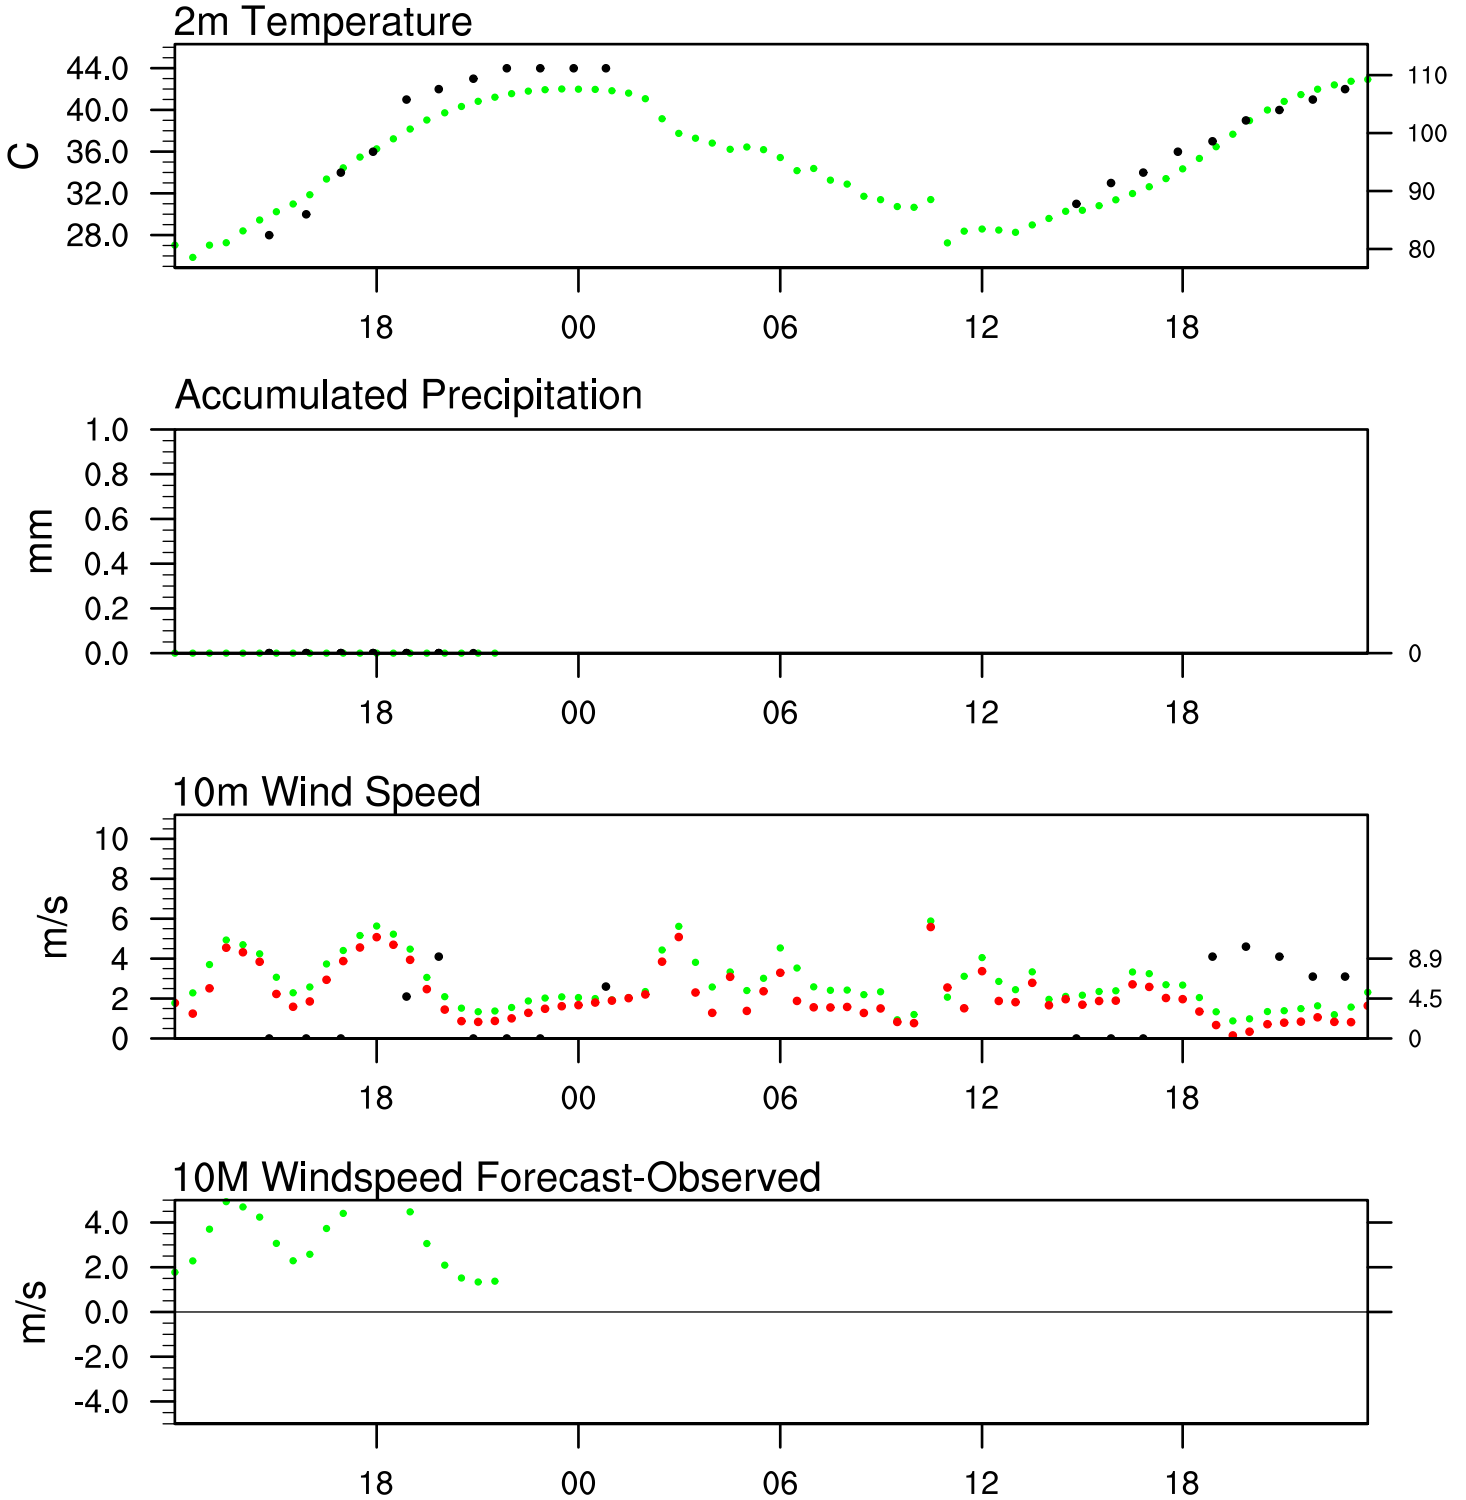 2m Temperature
44.0
40.0
36.0
32.0
28.0
C
110
100
90
80
18 00 06 12 18
Accumulated Precipitation
1.0
0.8
0.6
0.4
0.2
0.0
mm
0
18 00 06 12 18
10m Wind Speed
10
8
6
4
2
0
m/s
8.9
4.5
0
18 00 06 12 18
10M Windspeed Forecast-Observed
4.0
2.0
0.0
-2.0
-4.0
m/s
18 00 06 12 18